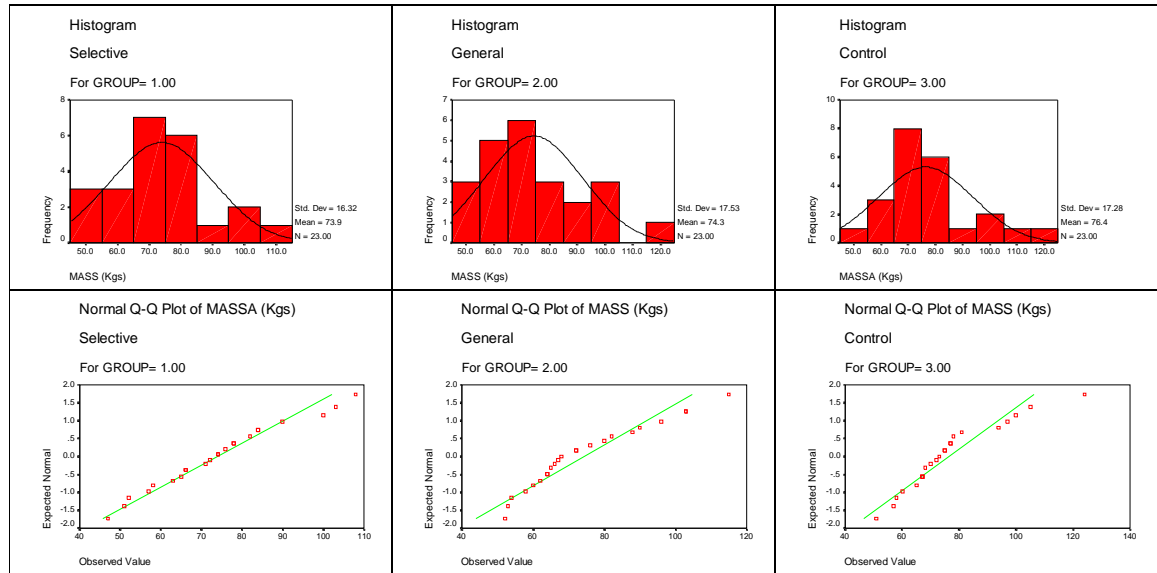 Histogram
Selective
For GROUP= 1.00
8
6
4
2
0
Frequency
50.0 60.0 70.0 80.0 90.0 100.0 110.0
MASS (Kgs)
Std. Dev = 16.32
Mean = 73.9
N = 23.00
Histogram
General
For GROUP= 2.00
7
6
5
4
3
2
1
0
Frequency
50.0 60.0 70.0 80.0 90.0 100.0 110.0 120.0
MASS (Kgs)
Std. Dev = 17.53
Mean = 74.3
N = 23.00
Histogram
Control
For GROUP= 3.00
10
8
6
4
2
0
Frequency
50.0 60.0 70.0 80.0 90.0 100.0 110.0 120.0
MASSA (Kgs)
Std. Dev = 17.28
Mean = 76.4
N = 23.00
Normal Q-Q Plot of MASSA (Kgs)
Selective
For GROUP= 1.00
2.0
1.5
1.0
.5
0.0
-.5
-1.0
-1.5
-2.0
Expected Normal
40 50 60 70 80 90 100 110
Observed Value
Normal Q-Q Plot of MASS (Kgs)
General
For GROUP= 2.00
2.0
1.5
1.0
.5
0.0
-.5
-1.0
-1.5
-2.0
Expected Normal
40 60 80 100 120
Observed Value
Normal Q-Q Plot of MASS (Kgs)
Control
For GROUP= 3.00
2.0
1.5
1.0
.5
0.0
-.5
-1.0
-1.5
-2.0
Expected Normal
40 60 80 100 120 140
Observed Value